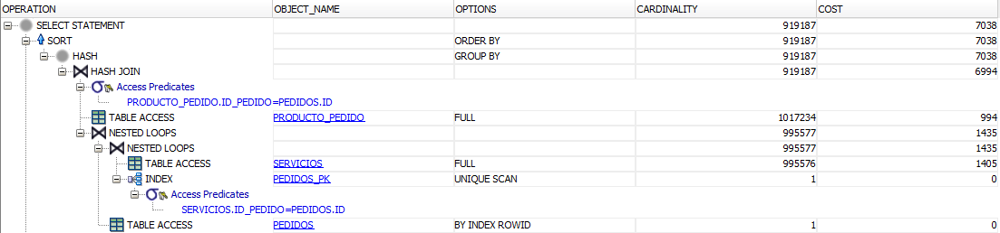 OPERATION OBJECT_NAME OPTIONS CARDINALITY COST
SELECT STATEMENT 919187 7038
SORT ORDER BY 919187 7038
HASH GROUP BY 919187 7038
HASH JOIN 919187 6994
Access Predicates
PRODUCTO_PEDIDO.ID_PEDIDO=PEDIDOS.ID
TABLE ACCESS PRODUCTO_PEDIDO FULL 1017234 994
NESTED LOOPS 995577 1435
NESTED LOOPS 995577 1435
TABLE ACCESS SERVICIOS FULL 995576 1405
INDEX PEDIDOS_PK UNIQUE SCAN 1 0
Access Predicates
SERVICIOS.ID_PEDIDO=PEDIDOS.ID
TABLE ACCESS PEDIDOS BY INDEX ROWID 1 0